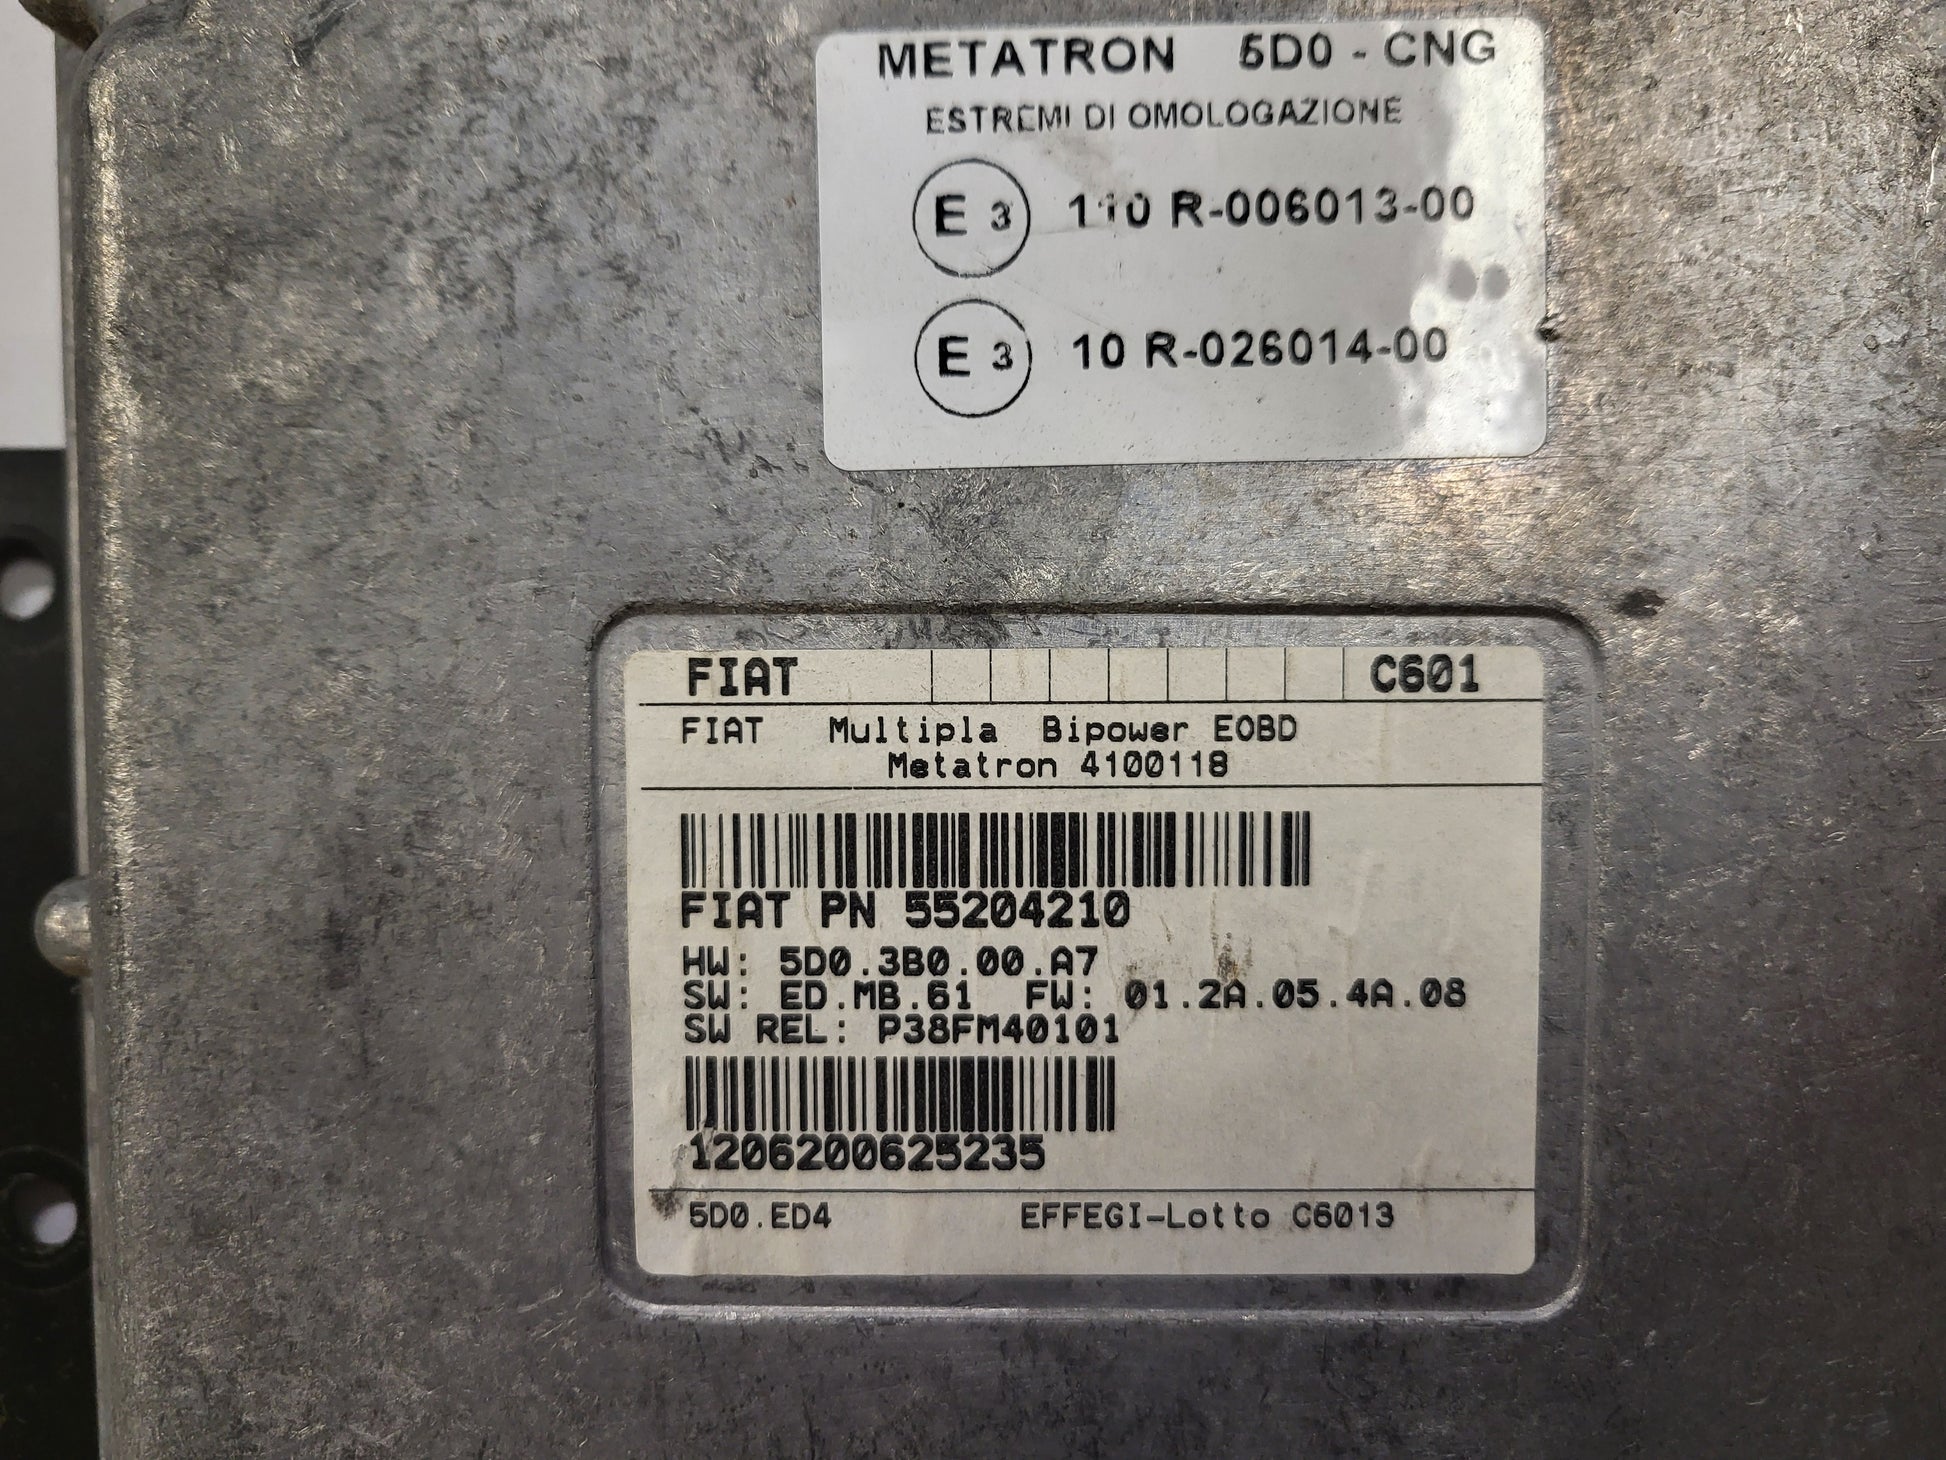 METATRON 5D0 - CNG
ESTREMI DI OMOLOGAZIONE
E 3 110 R-006013-00
E 3 10 R-026014-00
FIAT C601
FIAT Multipla Bipower EOBD
Metatron 4100118
FIAT PN 55204210
HW: 5D0.3B0.00.A7
SW: ED.MB.61 FW: 01.2A.05.4A.08
SW REL: P38FM40101
1206200625235
5D0.ED4 EFFEGI-Lotto C6013